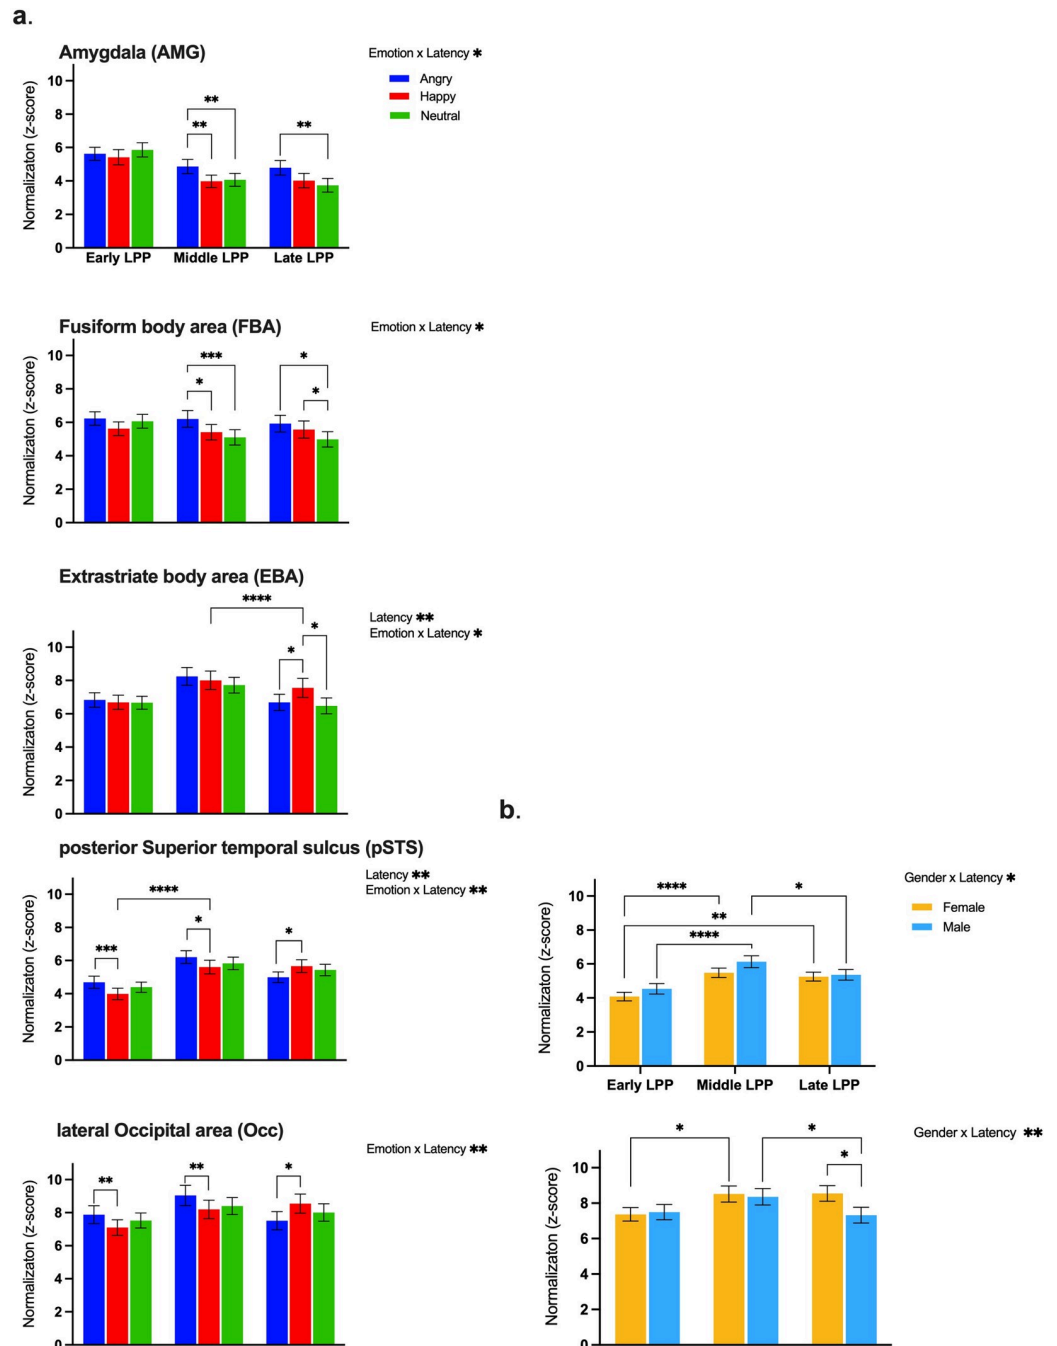 a.
Amygdala (AMG)
Emotion x Latency *
Angry
Happy
Neutral
Normalizaton (z-score)
10
8
6
4
2
0
** ** **
Early LPP Middle LPP Late LPP
Fusiform body area (FBA)
Emotion x Latency *
Normalizaton (z-score)
10
8
6
4
2
0
*** * * *
Extrastriate body area (EBA)
Latency **
Emotion x Latency *
Normalizaton (z-score)
10
8
6
4
2
0
**** * *
posterior Superior temporal sulcus (pSTS)
Latency **
Emotion x Latency **
Normalizaton (z-score)
10
8
6
4
2
0
**** *** * *
lateral Occipital area (Occ)
Emotion x Latency **
Normalizaton (z-score)
10
8
6
4
2
0
** ** *
b.
Gender x Latency *
Female
Male
Normalizaton (z-score)
10
8
6
4
2
0
**** * ** ****
Early LPP Middle LPP Late LPP
Gender x Latency **
Normalizaton (z-score)
10
8
6
4
2
0
* * *